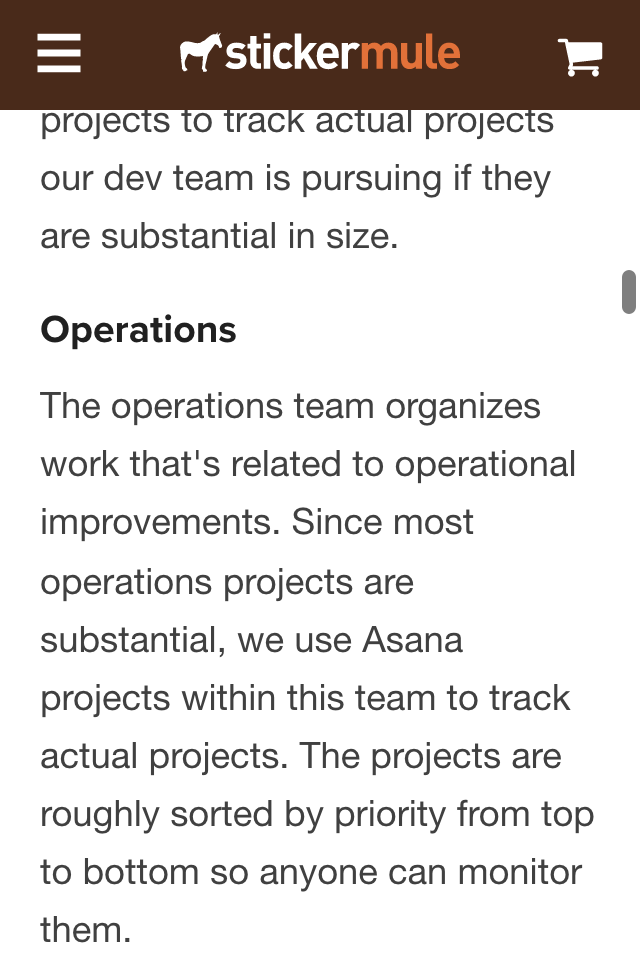 stickermule
projects to track actual projects
our dev team is pursuing if they
are substantial in size.
Operations
The operations team organizes
work that's related to operational
improvements. Since most
operations projects are
substantial, we use Asana
projects within this team to track
actual projects. The projects are
roughly sorted by priority from top
to bottom so anyone can monitor
them.